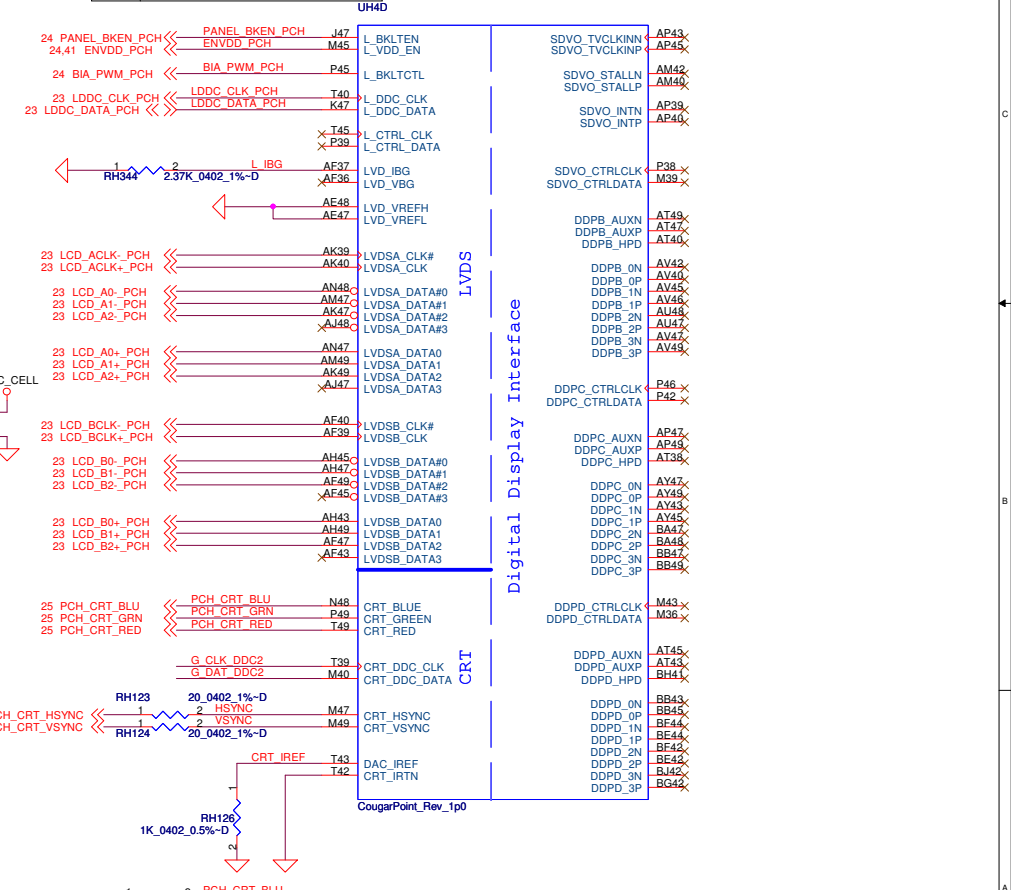 UH4D
24 PANEL_BKEN_PCH PANEL_BKEN_PCH J47 L_BKLTEN SDVO_TVCLKINN AP43
24,41 ENVDD_PCH ENVDD_PCH M45 L_VDD_EN SDVO_TVCLKINP AP45
24 BIA_PWM_PCH BIA_PWM_PCH P45 L_BKLTCTL SDVO_STALLN AM42
SDVO_STALLP AM40
23 LDDC_CLK_PCH LDDC_CLK_PCH T40 L_DDC_CLK
23 LDDC_DATA_PCH LDDC_DATA_PCH K47 L_DDC_DATA SDVO_INTN AP39
SDVO_INTP AP40
C
T45 L_CTRL_CLK
P39 L_CTRL_DATA
1 2 L_IBG AF37 LVD_IBG SDVO_CTRLCLK P38
RH344 2.37K_0402_1%~D AF36 LVD_VBG SDVO_CTRLDATA M39
AE48 LVD_VREFH
AE47 LVD_VREFL DDPB_AUXN AT49
DDPB_AUXP AT47
DDPB_HPD AT40
23 LCD_ACLK-_PCH AK39 LVDSA_CLK#
23 LCD_ACLK+_PCH AK40 LVDSA_CLK DDPB_0N AV42
DDPB_0P AV40
23 LCD_A0-_PCH AN48 LVDSA_DATA#0 DDPB_1N AV45
23 LCD_A1-_PCH AM47 LVDSA_DATA#1 DDPB_1P AV46
23 LCD_A2-_PCH AK47 LVDSA_DATA#2 DDPB_2N AU48
AJ48 LVDSA_DATA#3 DDPB_2P AU47
DDPB_3N AV47
23 LCD_A0+_PCH AN47 LVDSA_DATA0 DDPB_3P AV49
23 LCD_A1+_PCH AM49 LVDSA_DATA1
23 LCD_A2+_PCH AK49 LVDSA_DATA2
AJ47 LVDSA_DATA3 DDPC_CTRLCLK P46
DDPC_CTRLDATA P42
LVDS
Digital Display Interface
C_CELL
23 LCD_BCLK-_PCH AF40 LVDSB_CLK#
23 LCD_BCLK+_PCH AF39 LVDSB_CLK DDPC_AUXN AP47
DDPC_AUXP AP49
23 LCD_B0-_PCH AH45 LVDSB_DATA#0 DDPC_HPD AT38
23 LCD_B1-_PCH AH47 LVDSB_DATA#1
23 LCD_B2-_PCH AF49 LVDSB_DATA#2 DDPC_0N AY47
AF45 LVDSB_DATA#3 DDPC_0P AY49
B
DDPC_1N AY43
23 LCD_B0+_PCH AH43 LVDSB_DATA0 DDPC_1P AY45
23 LCD_B1+_PCH AH49 LVDSB_DATA1 DDPC_2N BA47
23 LCD_B2+_PCH AF47 LVDSB_DATA2 DDPC_2P BA48
AF43 LVDSB_DATA3 DDPC_3N BB47
DDPC_3P BB49
25 PCH_CRT_BLU PCH_CRT_BLU N48 CRT_BLUE DDPD_CTRLCLK M43
25 PCH_CRT_GRN PCH_CRT_GRN P49 CRT_GREEN DDPD_CTRLDATA M36
25 PCH_CRT_RED PCH_CRT_RED T49 CRT_RED
DDPD_AUXN AT45
G_CLK_DDC2 T39 CRT_DDC_CLK DDPD_AUXP AT43
G_DAT_DDC2 M40 CRT_DDC_DATA DDPD_HPD BH41
CRT
RH123 20_0402_1%~D DDPD_0N BB43
CH_CRT_HSYNC 1 2 HSYNC M47 CRT_HSYNC DDPD_0P BB45
CH_CRT_VSYNC 1 2 VSYNC M49 CRT_VSYNC DDPD_1N BF44
RH124 20_0402_1%~D DDPD_1P BE44
DDPD_2N BF42
CRT_IREF T43 DAC_IREF DDPD_2P BE42
T42 CRT_IRTN DDPD_3N BJ42
DDPD_3P BG42
1
CougarPoint_Rev_1p0
RH126
1K_0402_0.5%~D
2
A